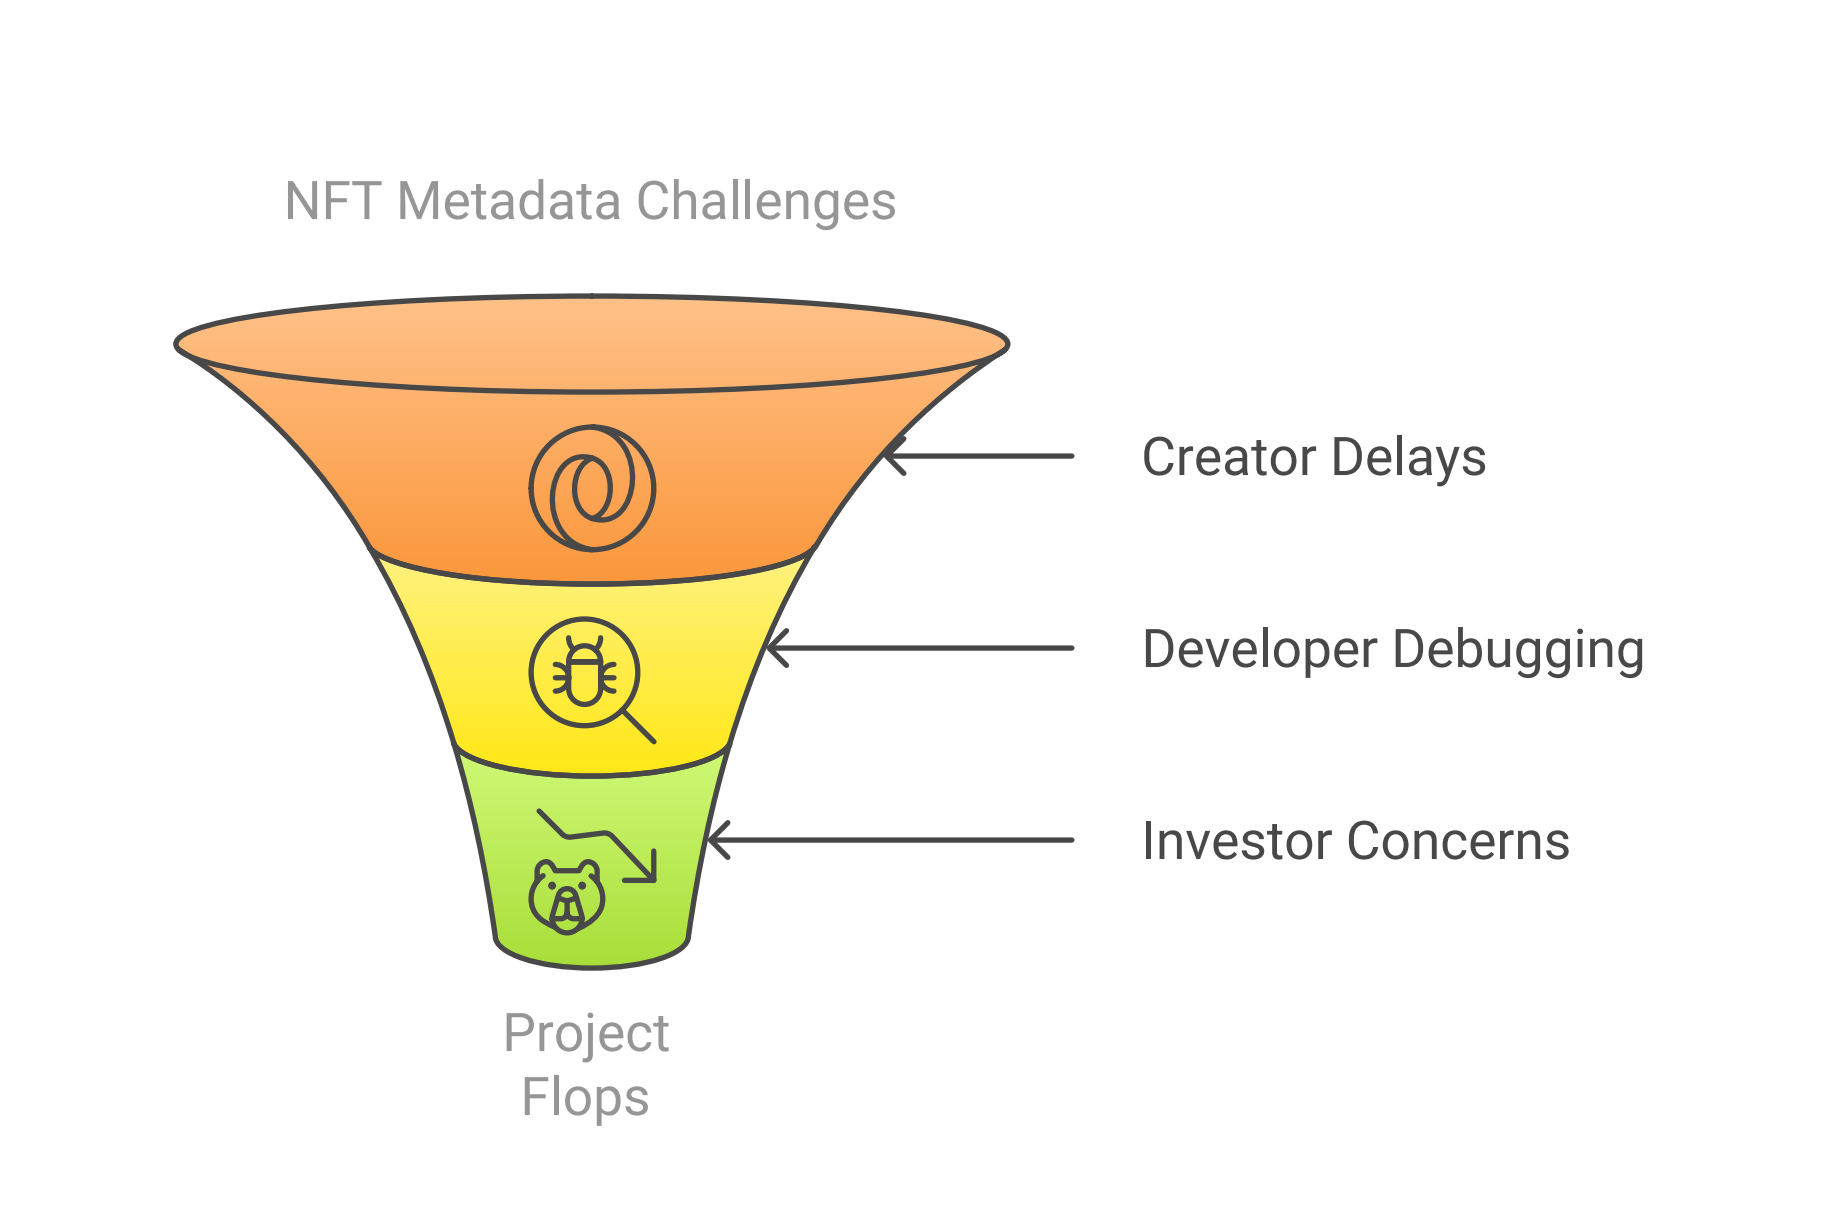 NFT Metadata Challenges
Creator Delays
Developer Debugging
Investor Concerns
Project
Flops